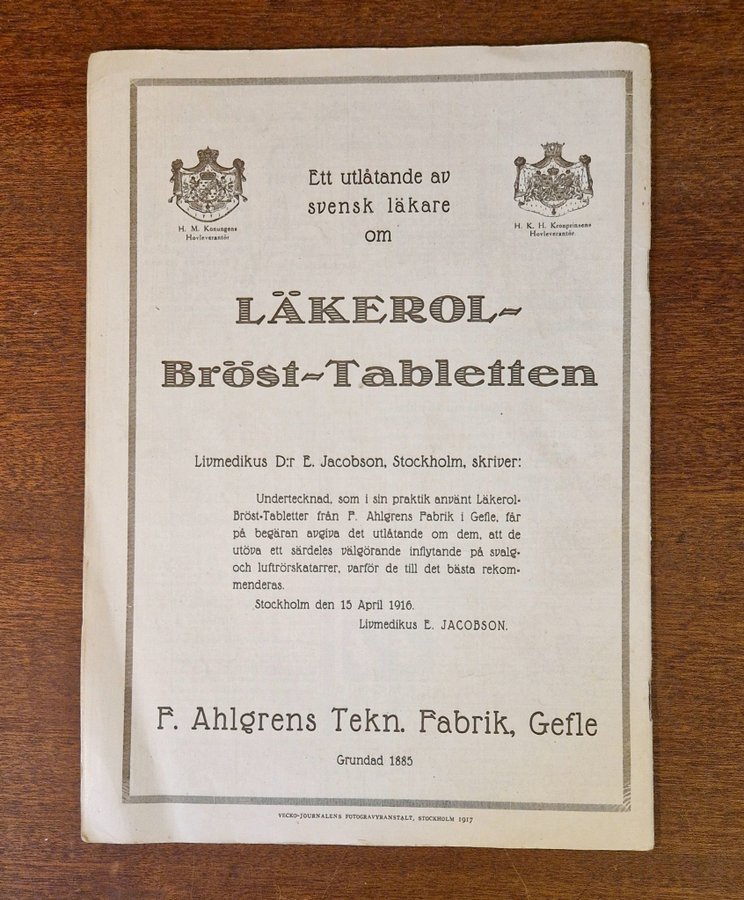 Ett utlåtande av
svensk läkare
om
H. M. Konungens
Hovleverantör
H. K. H. Kronprinsens
Hovleverantör.
LÄKEROL-
Bröst-Tabletten
Livmedikus D:r E. Jacobson, Stockholm, skriver:
Undertecknad, som i sin praktik använt Läkerol-
Bröst-Tabletter från F. Ahlgrens Fabrik i Gefle, får
på begäran avgiva det utlåtande om dem, att de
utöva ett särdeles välgörande inflytande på svalg-
och luftrörskatarrer, varför de till det bästa rekom-
menderas.
Stockholm den 15 April 1916.
Livmedikus E. JACOBSON.
F. Ahlgrens Tekn. Fabrik, Gefle
Grundad 1885
VECKO-JOURNALENS FOTOGRAVYRANSTALT, STOCKHOLM 1917